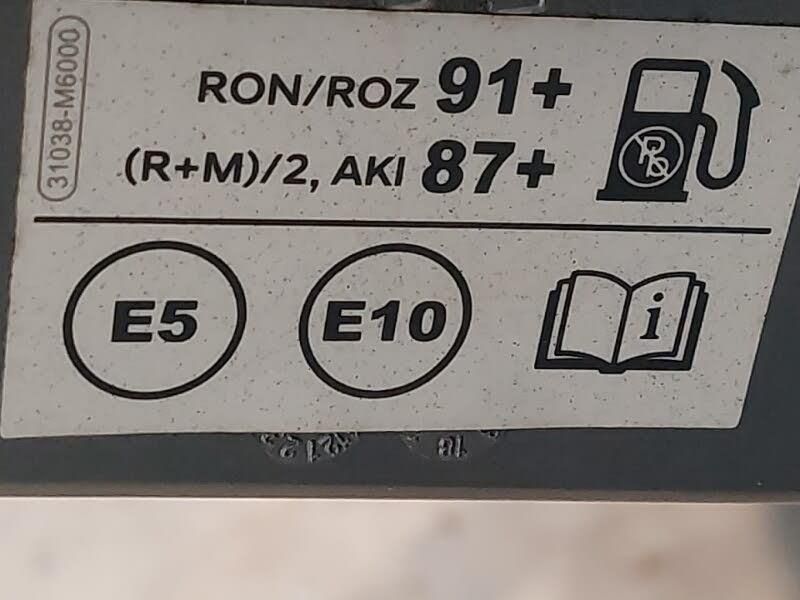 31038-M6000
RON/ROZ 91+
(R+M)/2, AKI 87+
Pb
E5 E10 i